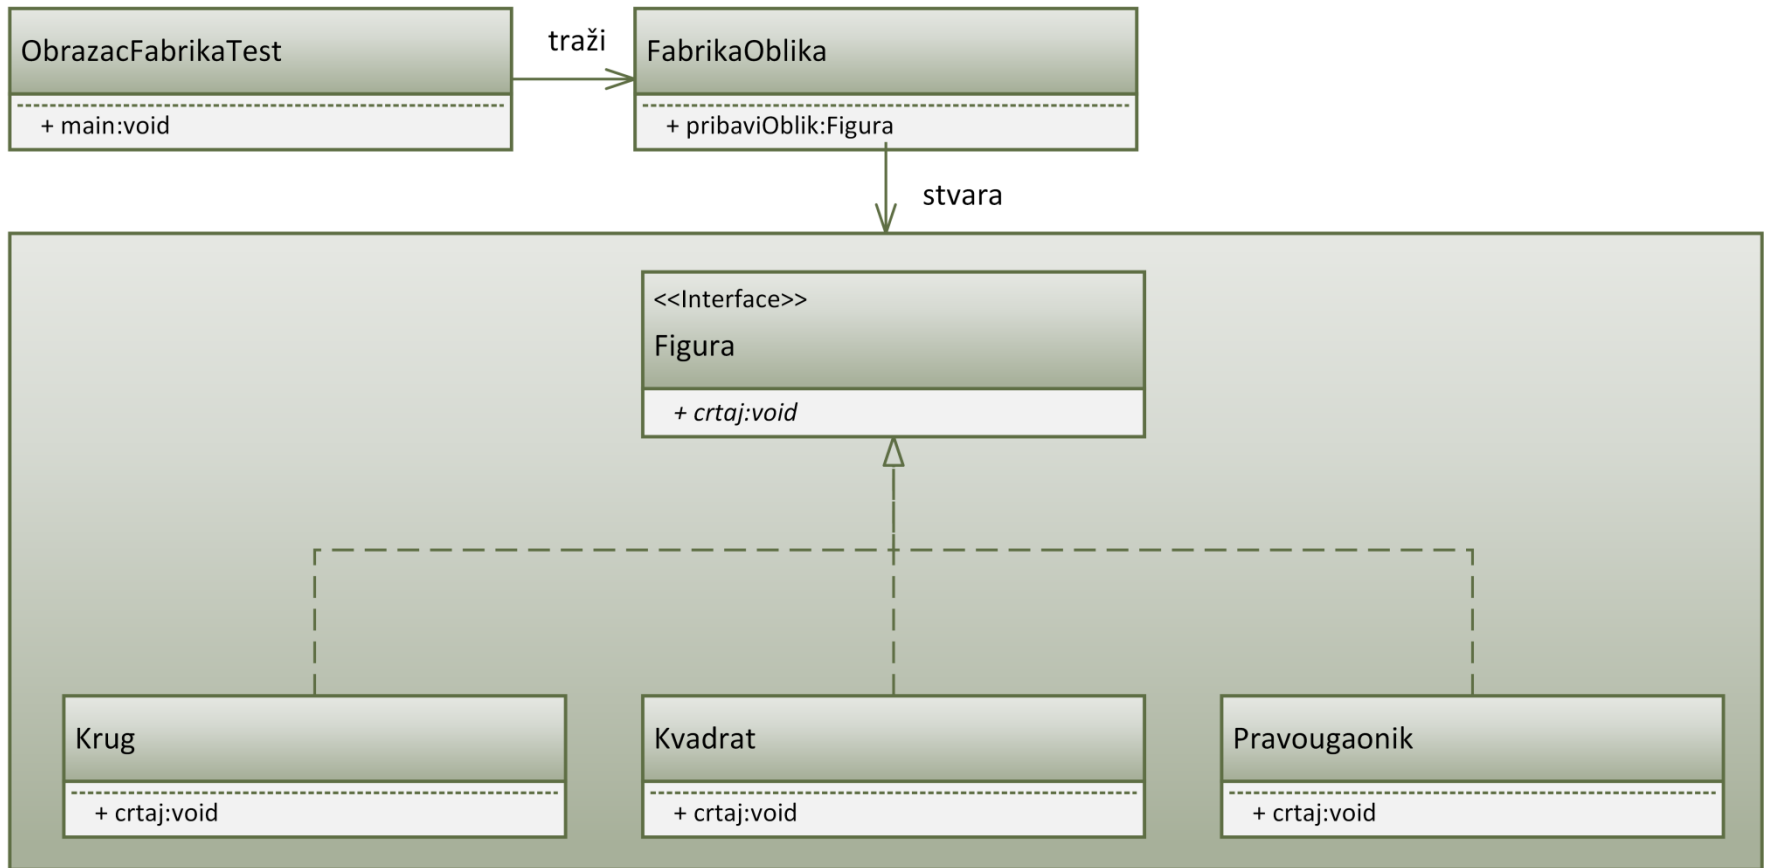 ObrazacFabrikaTest
+ main:void
traži
FabrikaOblika
+ pribaviOblik:Figura
stvara
<<Interface>>
Figura
+ crtaj:void
Krug
+ crtaj:void
Kvadrat
+ crtaj:void
Pravougaonik
+ crtaj:void